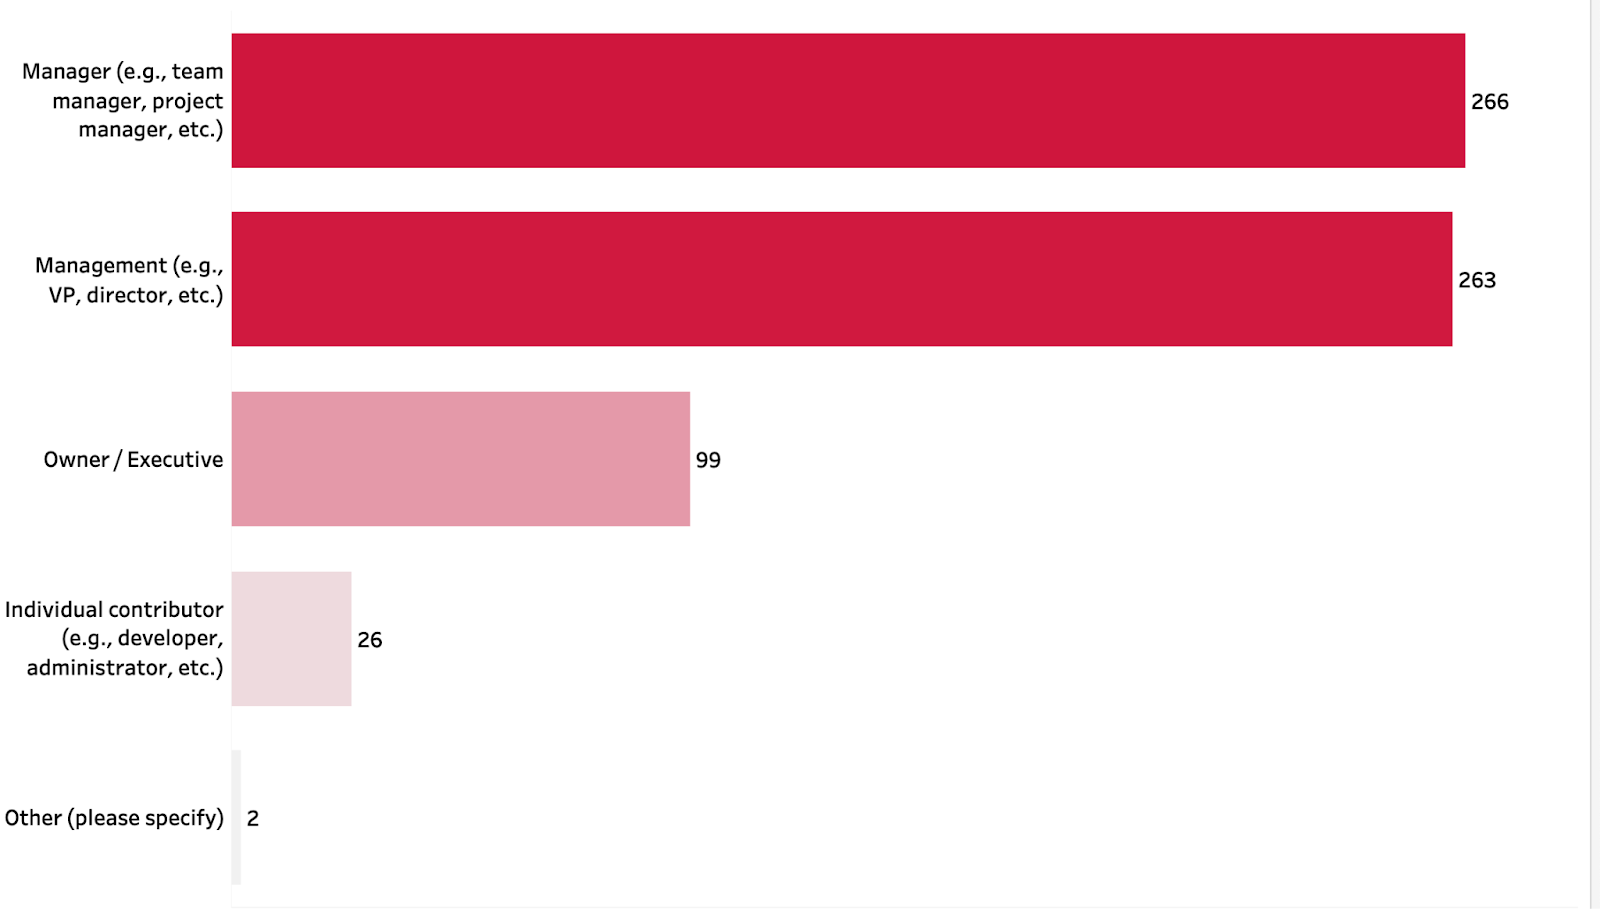 Manager (e.g., team
manager, project
manager, etc.)
266
Management (e.g.,
VP, director, etc.)
263
Owner / Executive
99
Individual contributor
(e.g., developer,
administrator, etc.)
26
Other (please specify)
2